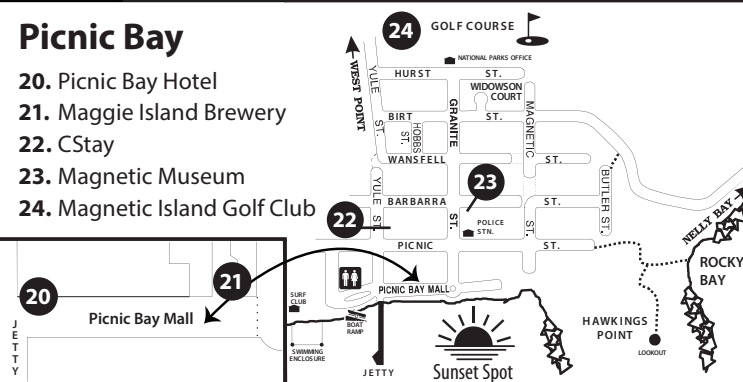 Picnic Bay
20. Picnic Bay Hotel
21. Maggie Island Brewery
22. CStay
23. Magnetic Museum
24. Magnetic Island Golf Club
24
GOLF COURSE
NATIONAL PARKS OFFICE
WEST POINT
YULE ST.
HURST ST.
WIDOWSON COURT
BIRT ST.
HOBBS ST.
GRANITE ST.
MAGNETIC ST.
WANSFELL ST.
YULE ST.
23
BUTLER ST.
BARBARRA ST.
22
POLICE STN.
PICNIC ST.
NELLY BAY
ROCKY BAY
20
21
Picnic Bay Mall
JETTY
PICNIC BAY MALL
SURF CLUB
BOAT RAMP
SWIMMING ENCLOSURE
JETTY
Sunset Spot
HAWKINGS POINT
LOOKOUT